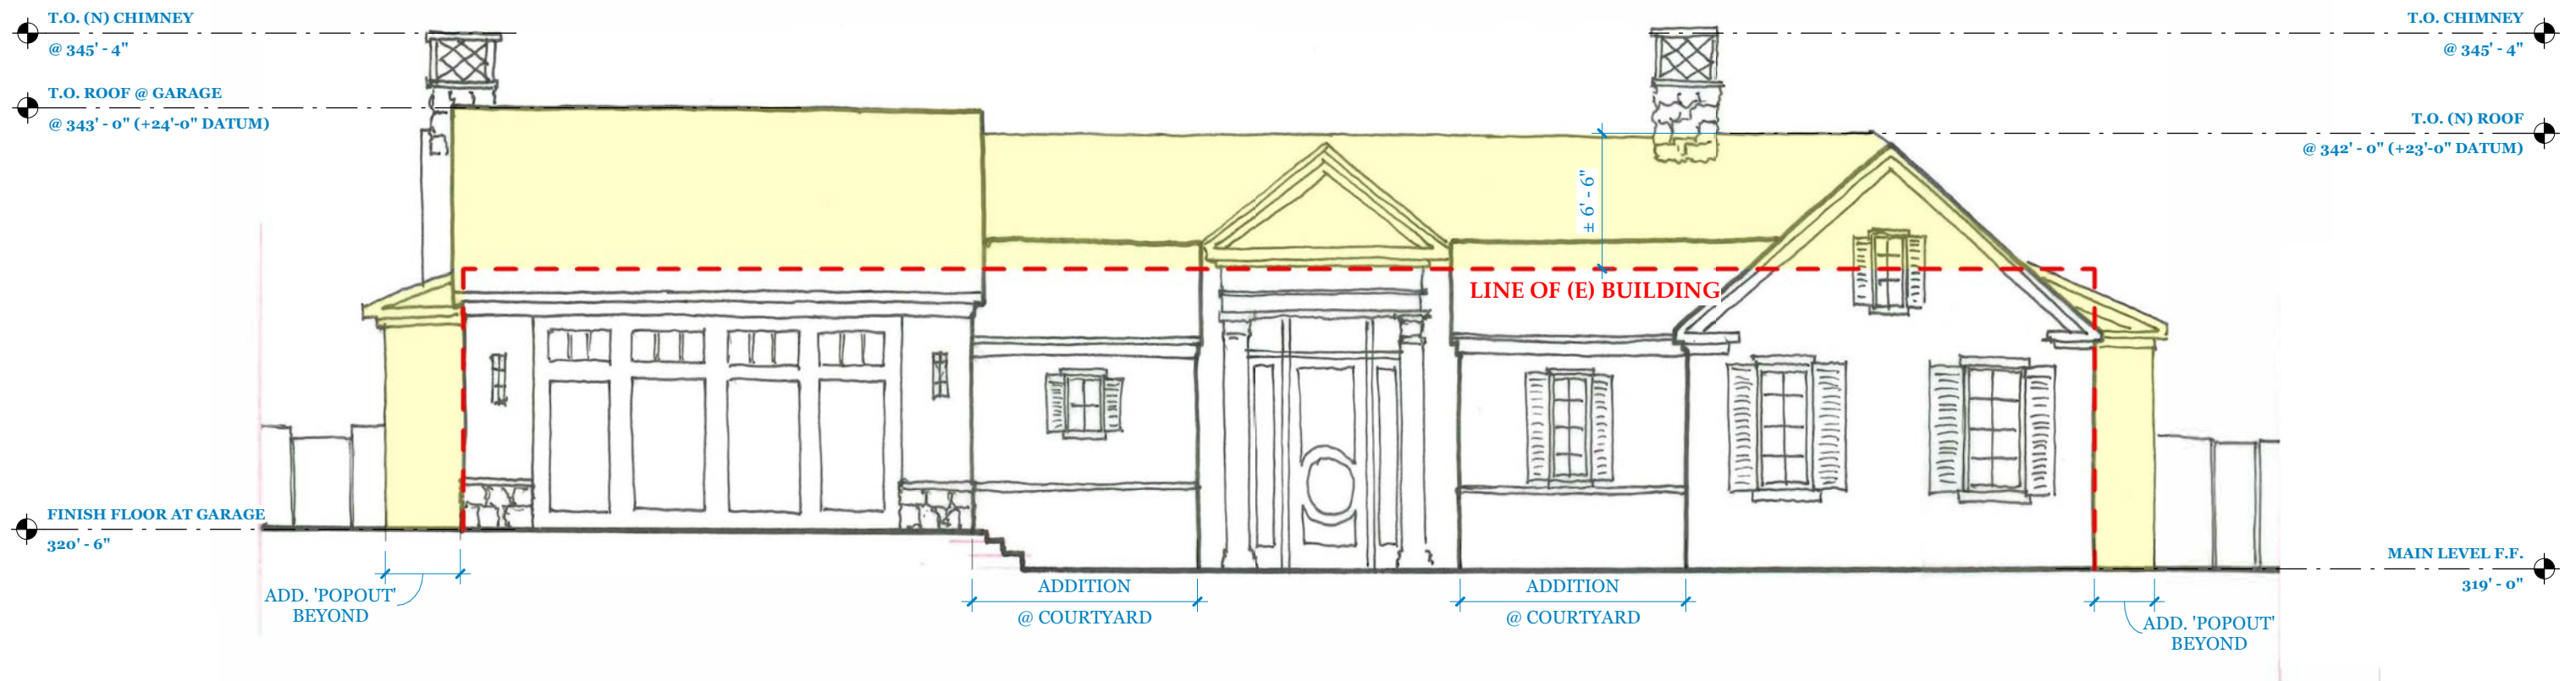 T.O. (N) CHIMNEY
@ 345' - 4"
T.O. ROOF @ GARAGE
@ 343' - 0" (+24'-0" DATUM)
FINISH FLOOR AT GARAGE
320' - 6"
ADD. 'POPOUT'
BEYOND
ADDITION
@ COURTYARD
± 6' - 6"
LINE OF (E) BUILDING
ADDITION
@ COURTYARD
T.O. CHIMNEY
@ 345' - 4"
T.O. (N) ROOF
@ 342' - 0" (+23'-0" DATUM)
MAIN LEVEL F.F.
319' - 0"
ADD. 'POPOUT'
BEYOND